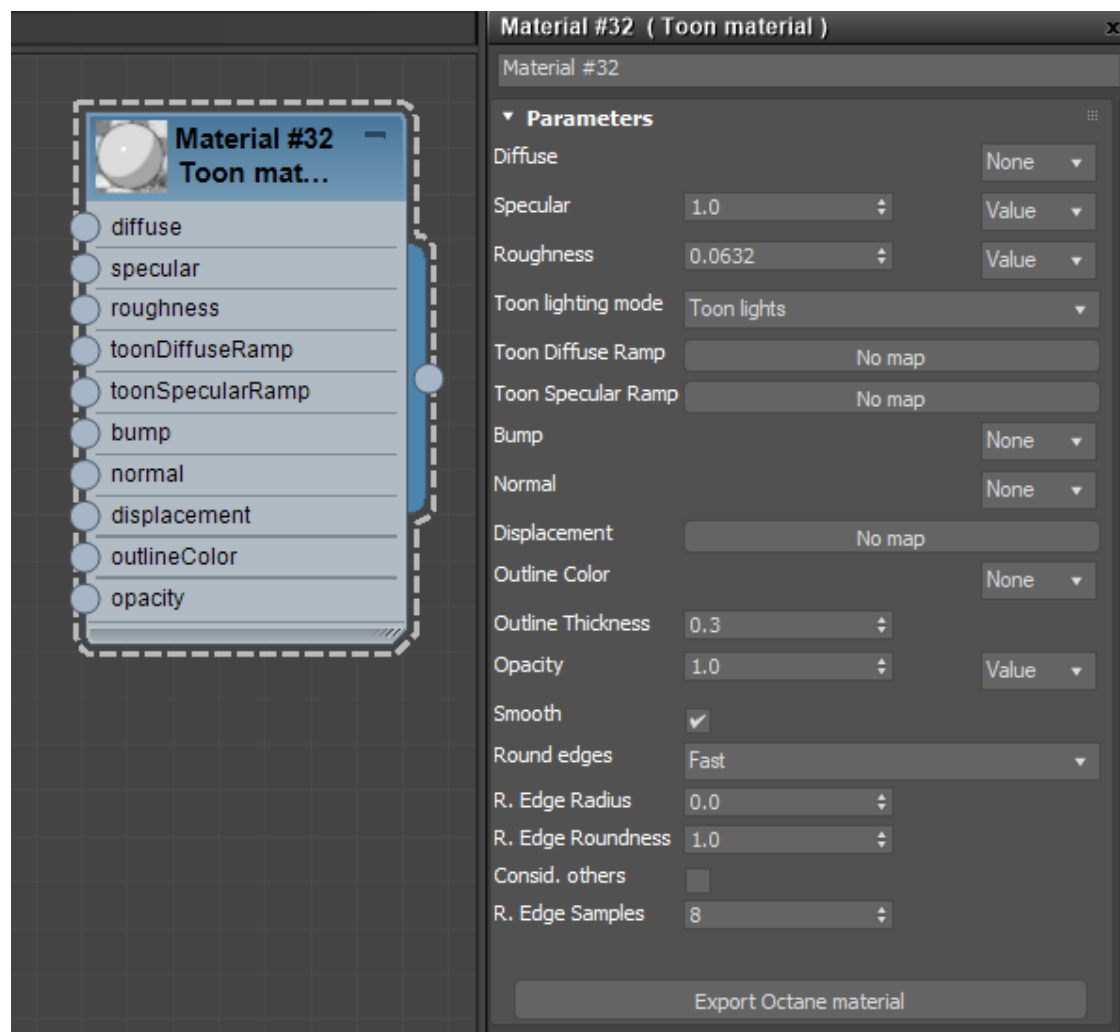 Material #32
Toon mat...
diffuse
specular
roughness
toonDiffuseRamp
toonSpecularRamp
bump
normal
displacement
outlineColor
opacity
Material #32 ( Toon material )
x
Material #32
Parameters
Diffuse None
Specular 1.0 Value
Roughness 0.0632 Value
Toon lighting mode Toon lights
Toon Diffuse Ramp No map
Toon Specular Ramp No map
Bump None
Normal None
Displacement No map
Outline Color None
Outline Thickness 0.3
Opacity 1.0 Value
Smooth
Round edges Fast
R. Edge Radius 0.0
R. Edge Roundness 1.0
Consid. others
R. Edge Samples 8
Export Octane material